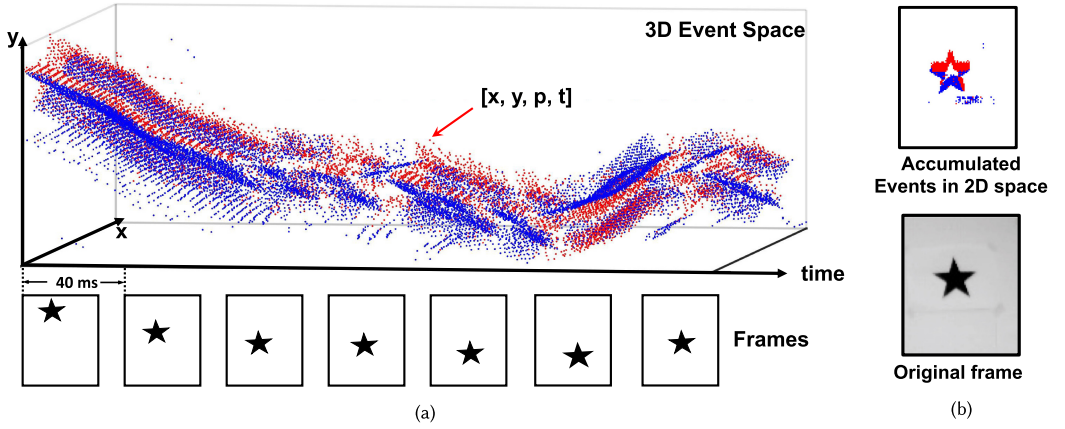 y
3D Event Space
[x, y, p, t]
x
time
40 ms
Frames
(a)
Accumulated
Events in 2D space
Original frame
(b)